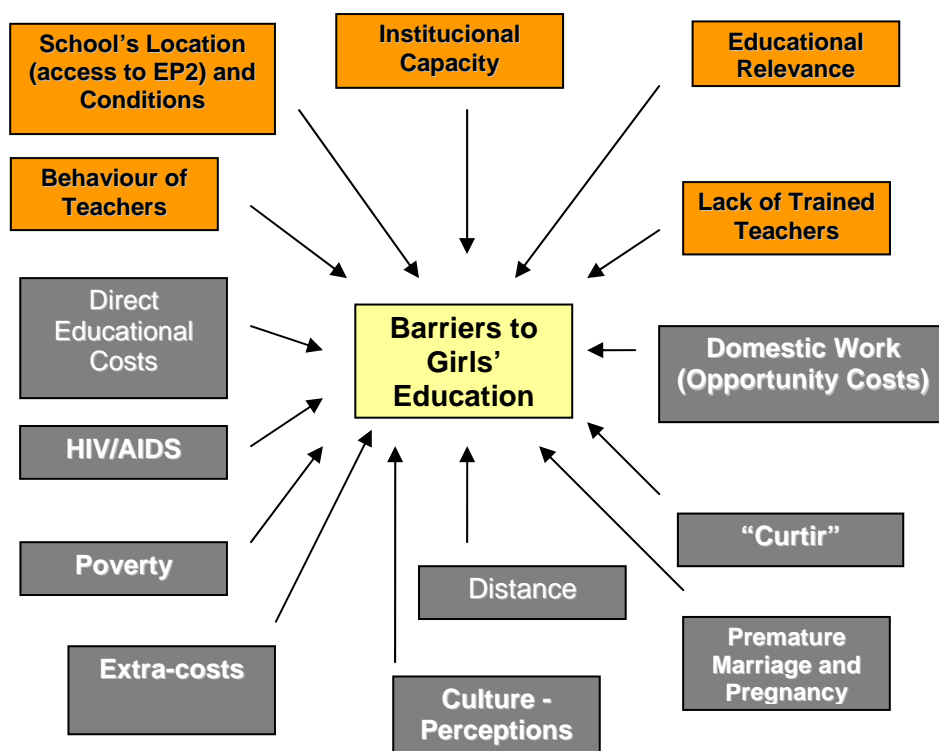 School’s Location
(access to EP2) and
Conditions
Institucional
Capacity
Educational
Relevance
Behaviour of
Teachers
Lack of Trained
Teachers
Direct
Educational
Costs
Barriers to
Girls’
Education
Domestic Work
(Opportunity Costs)
HIV/AIDS
Poverty
“Curtir”
Distance
Extra-costs
Premature
Marriage and
Pregnancy
Culture -
Perceptions